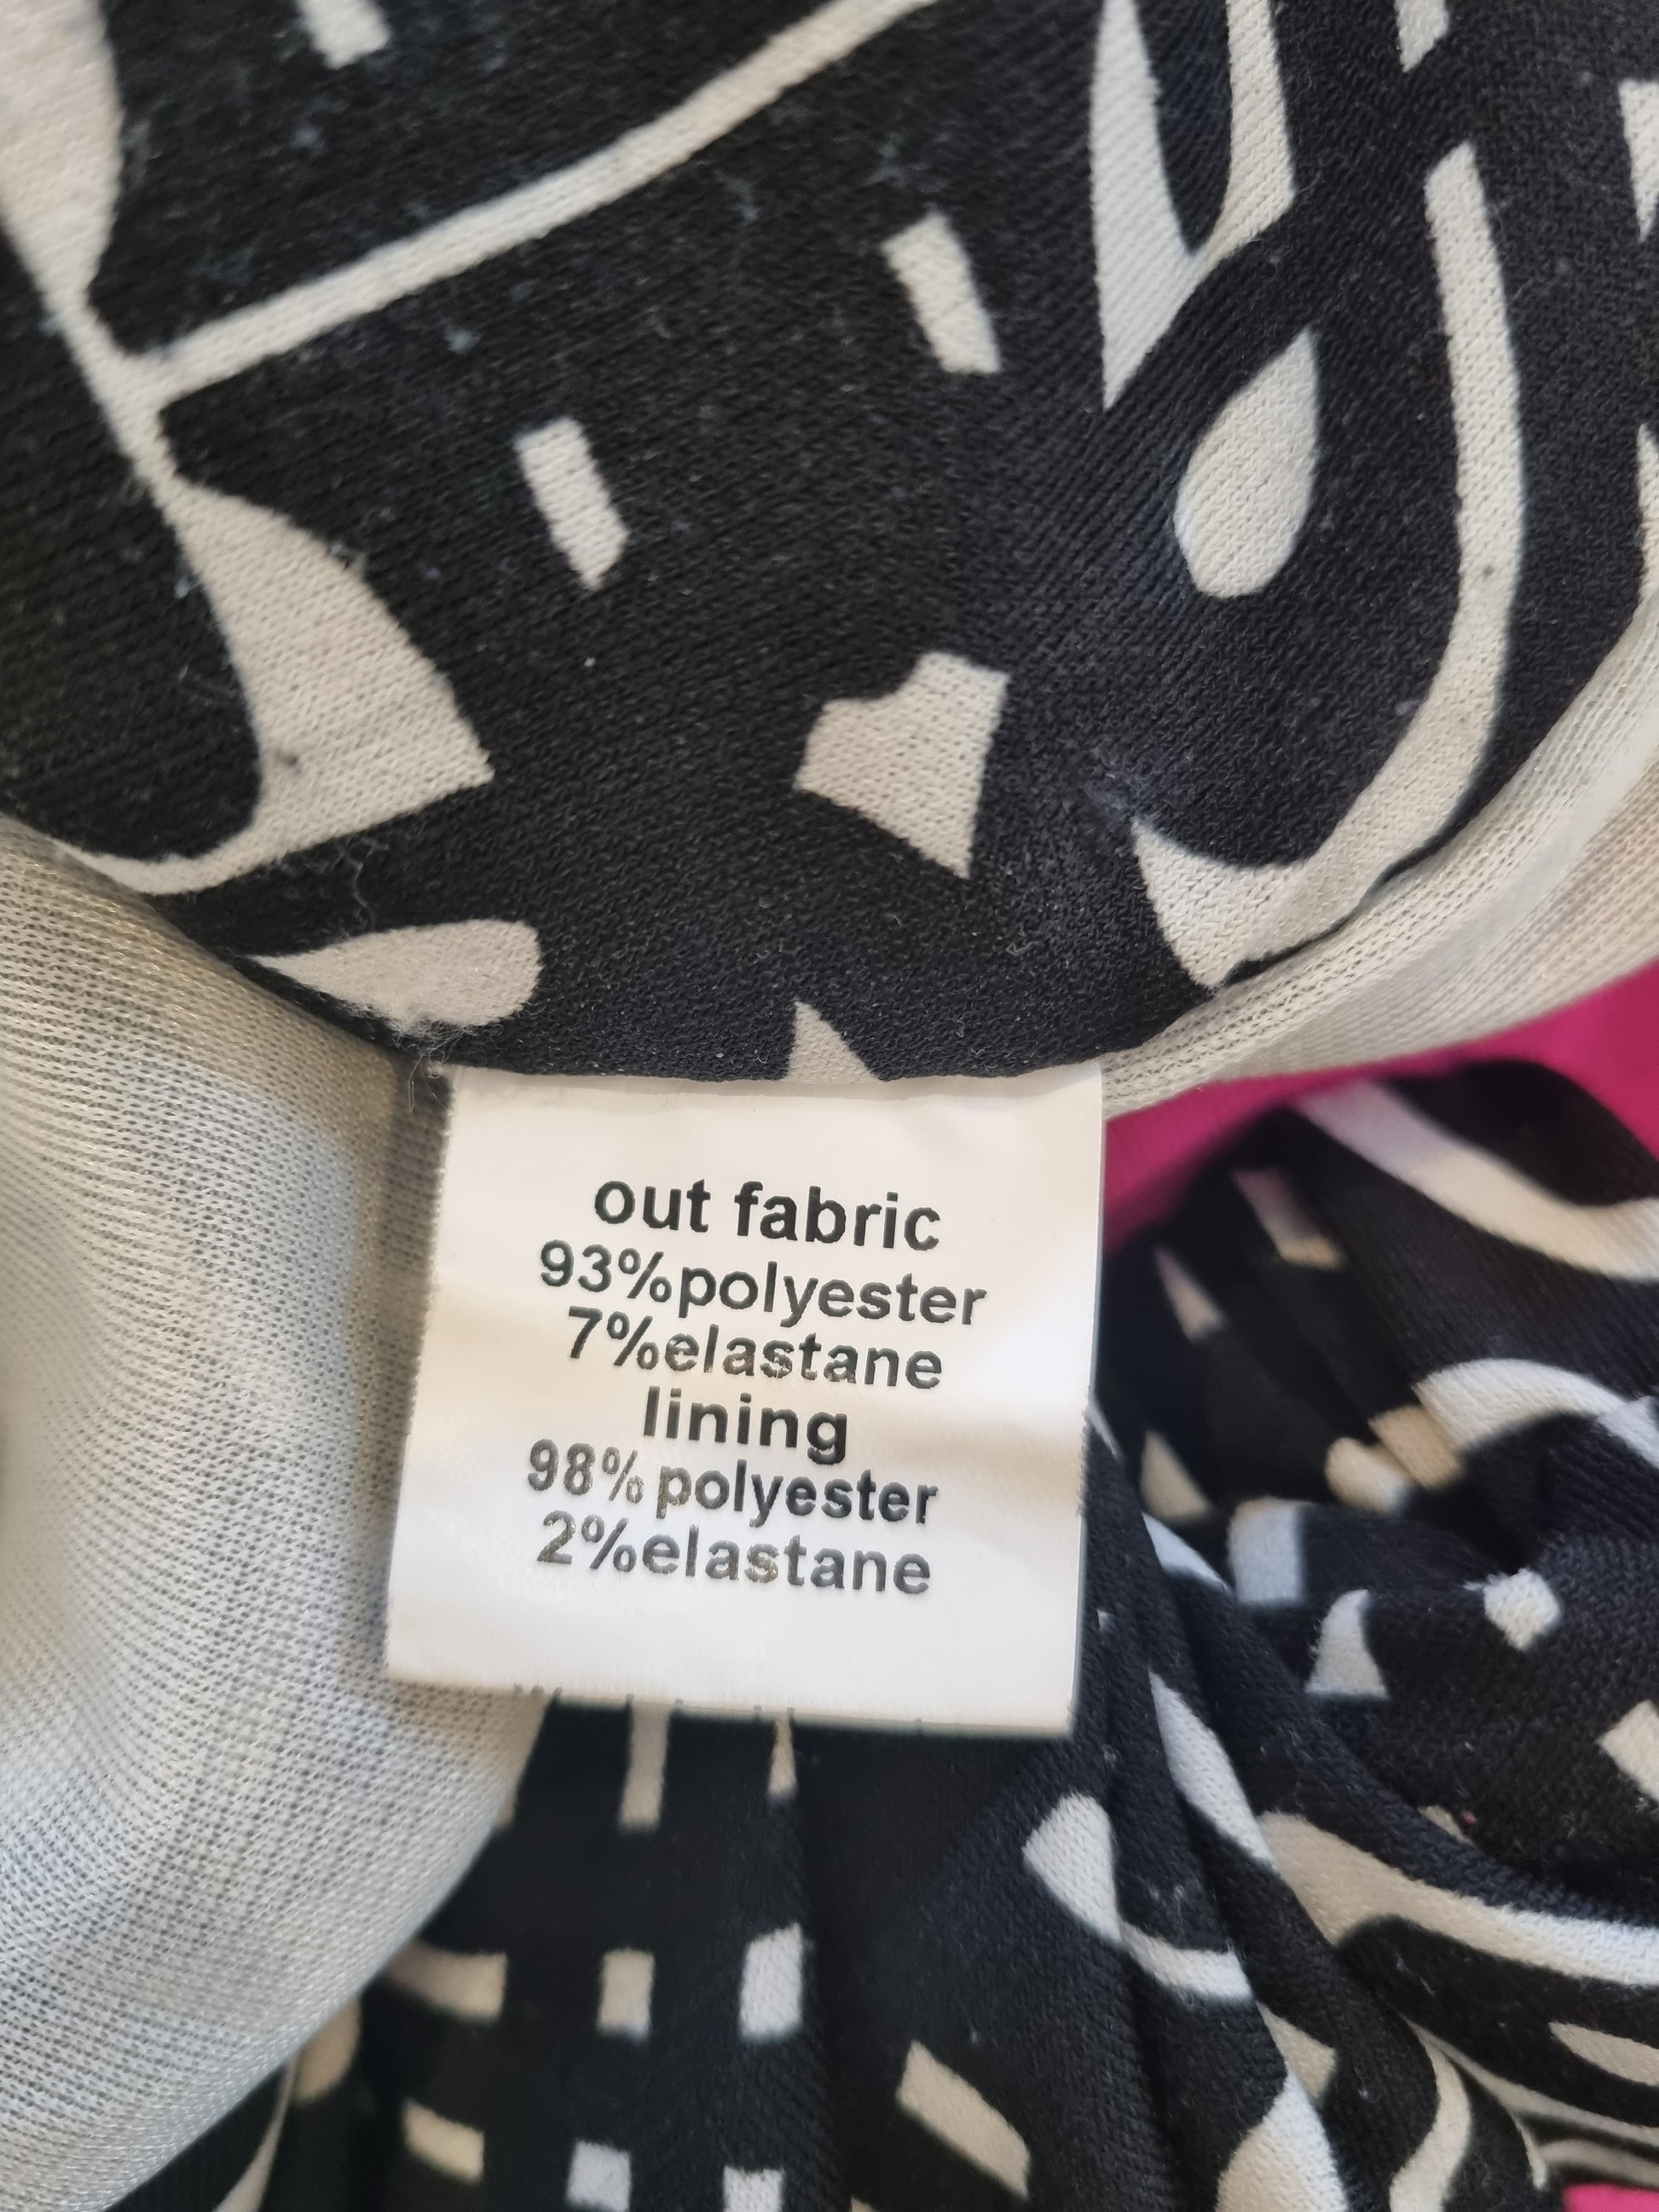 out fabric
93%polyester
7%elastane
lining
98%polyester
2%elastane